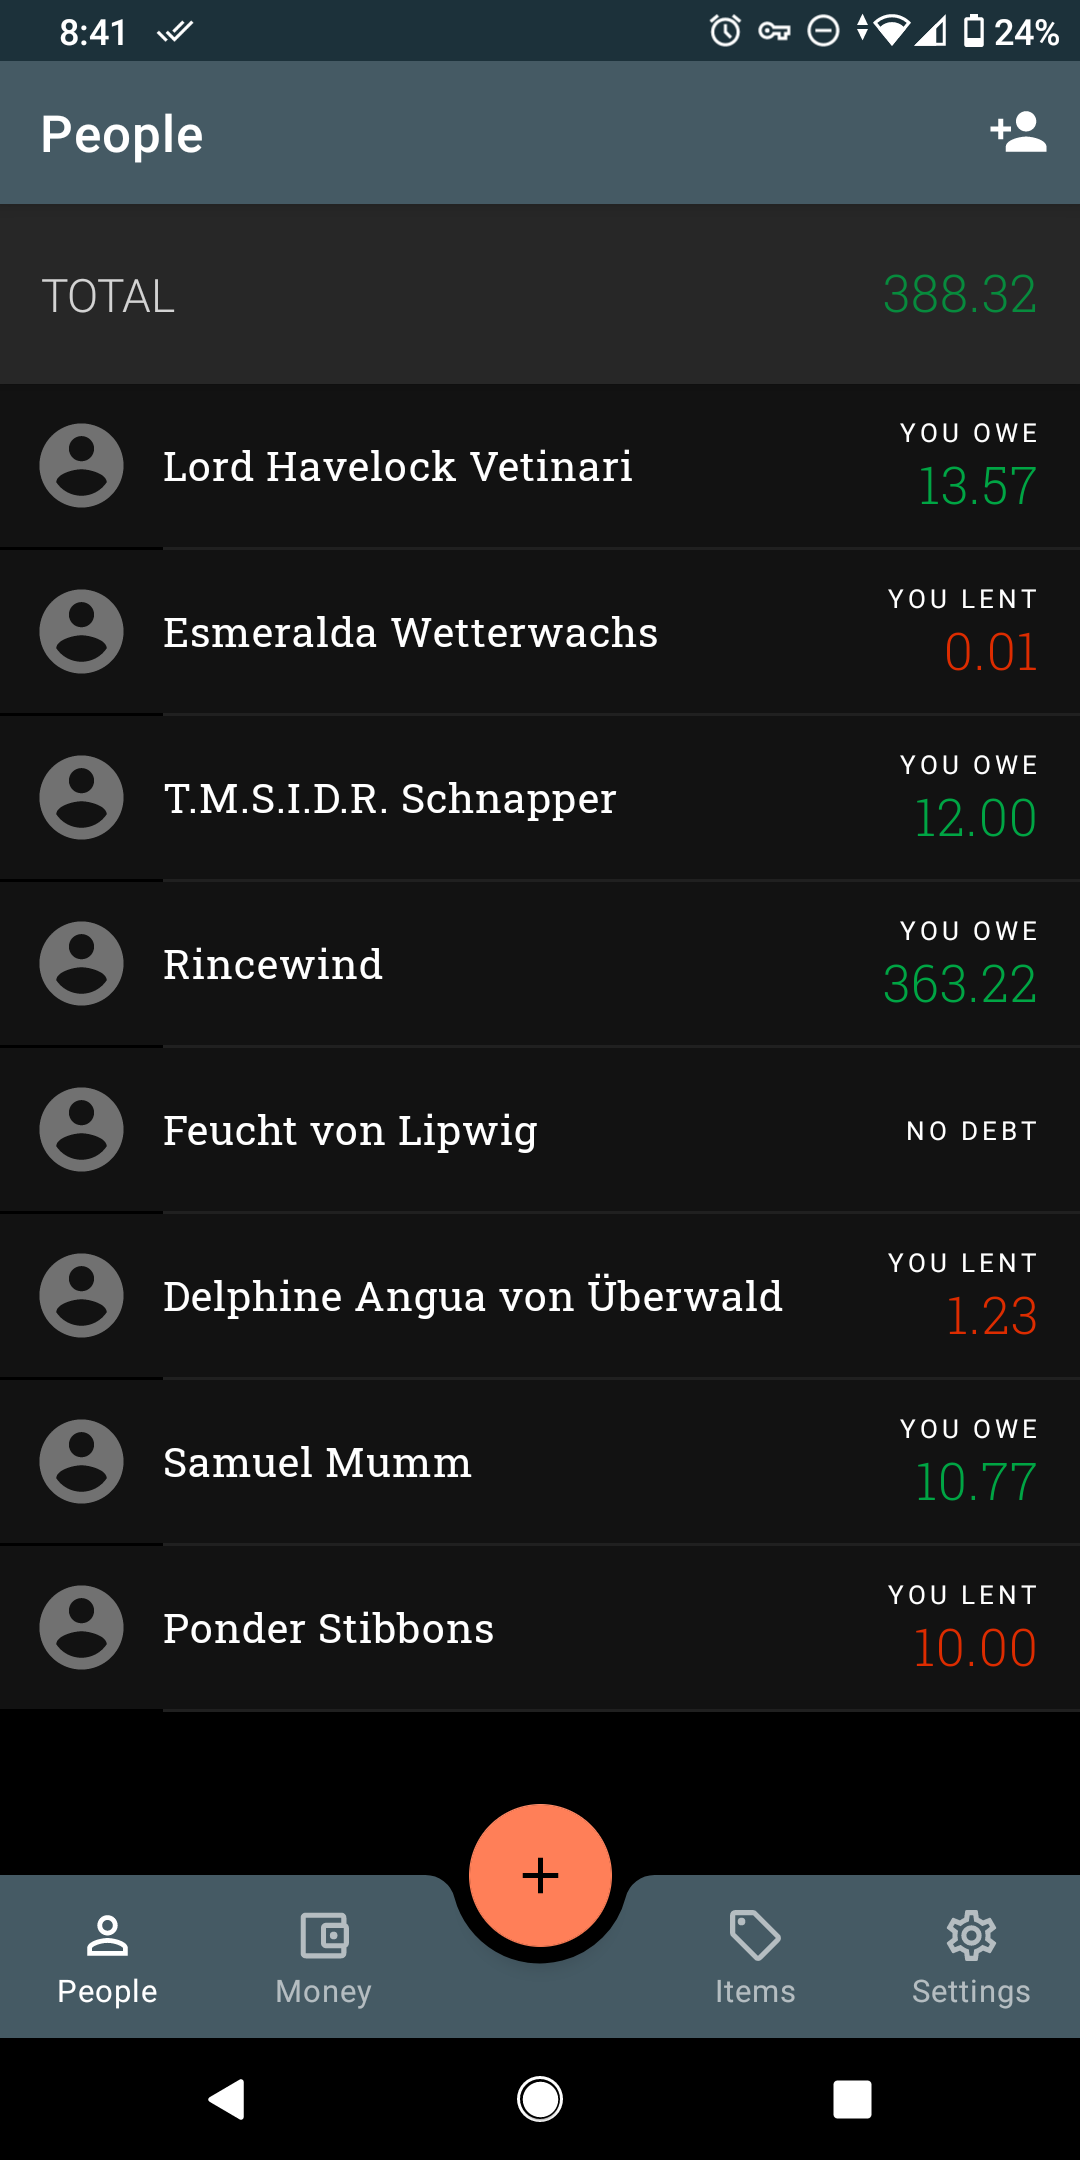 8:41 24%
People
TOTAL 388.32
YOU OWE
Lord Havelock Vetinari 13.57
YOU LENT
Esmeralda Wetterwachs 0.01
YOU OWE
T.M.S.I.D.R. Schnapper 12.00
YOU OWE
Rincewind 363.22
Feucht von Lipwig NO DEBT
YOU LENT
Delphine Angua von Überwald 1.23
YOU OWE
Samuel Mumm 10.77
YOU LENT
Ponder Stibbons 10.00
People Money Items Settings